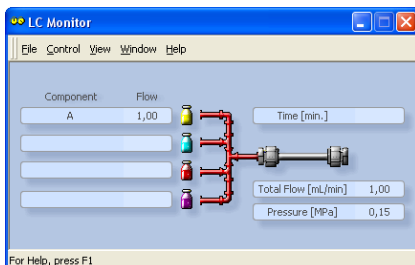 LC Monitor
File Control View Window Help
Component Flow
A 1,00
Time [min.]
Total Flow [mL/min] 1,00
Pressure [MPa] 0,15
For Help, press F1